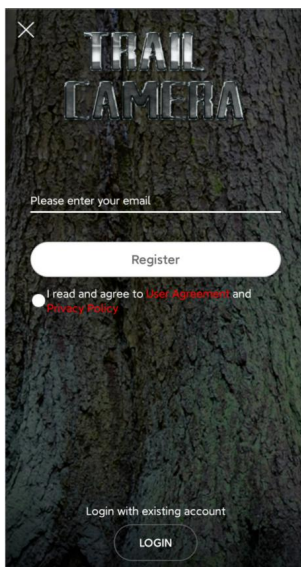 TRAIL
CAMERA
Please enter your email
Register
I read and agree to User Agreement and
Privacy Policy
Login with existing account
LOGIN